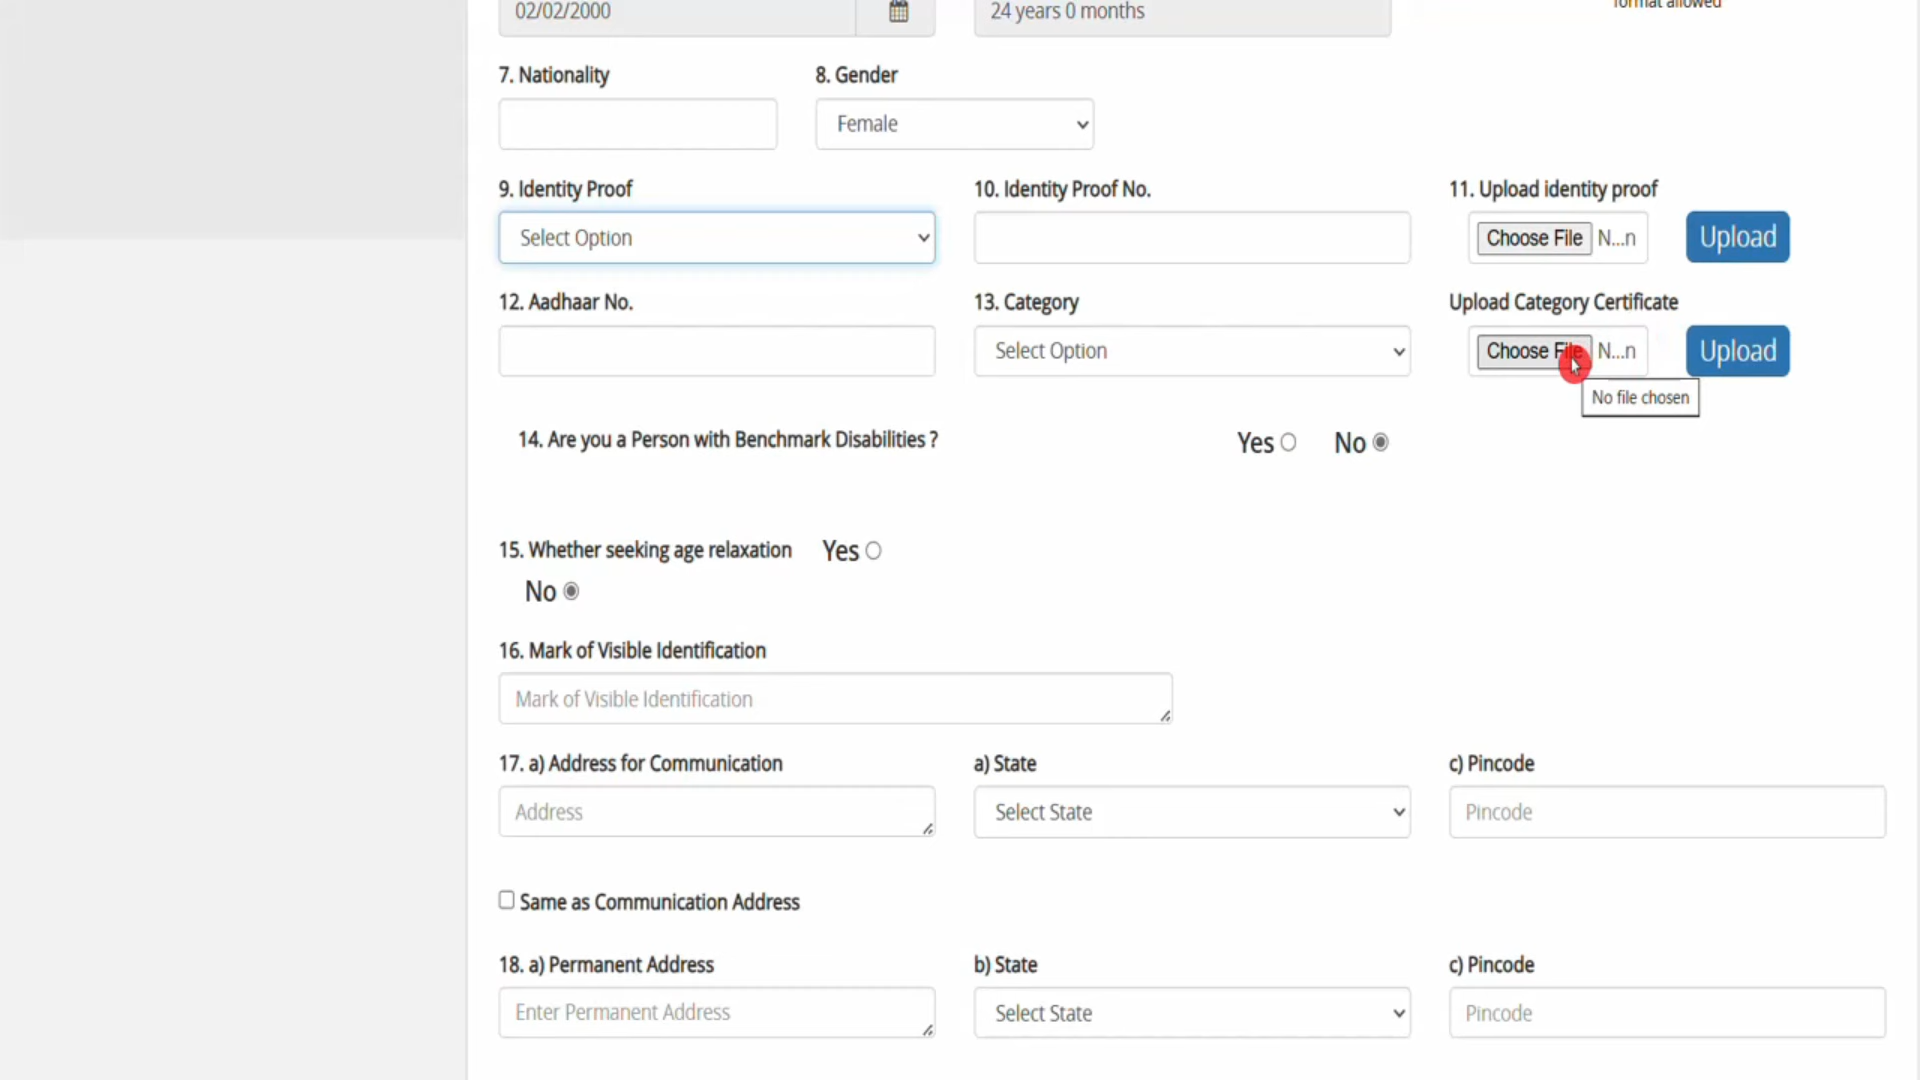 02/02/2000 24 years 0 months format allowed
7. Nationality 8. Gender
Female
9. Identity Proof 10. Identity Proof No. 11. Upload identity proof
Select Option Choose File N...n Upload
12. Aadhaar No. 13. Category Upload Category Certificate
Select Option Choose File N...n Upload
No file chosen
14. Are you a Person with Benchmark Disabilities ? Yes No
15. Whether seeking age relaxation Yes
No
16. Mark of Visible Identification
Mark of Visible Identification
17. a) Address for Communication a) State c) Pincode
Address Select State Pincode
Same as Communication Address
18. a) Permanent Address b) State c) Pincode
Enter Permanent Address Select State Pincode